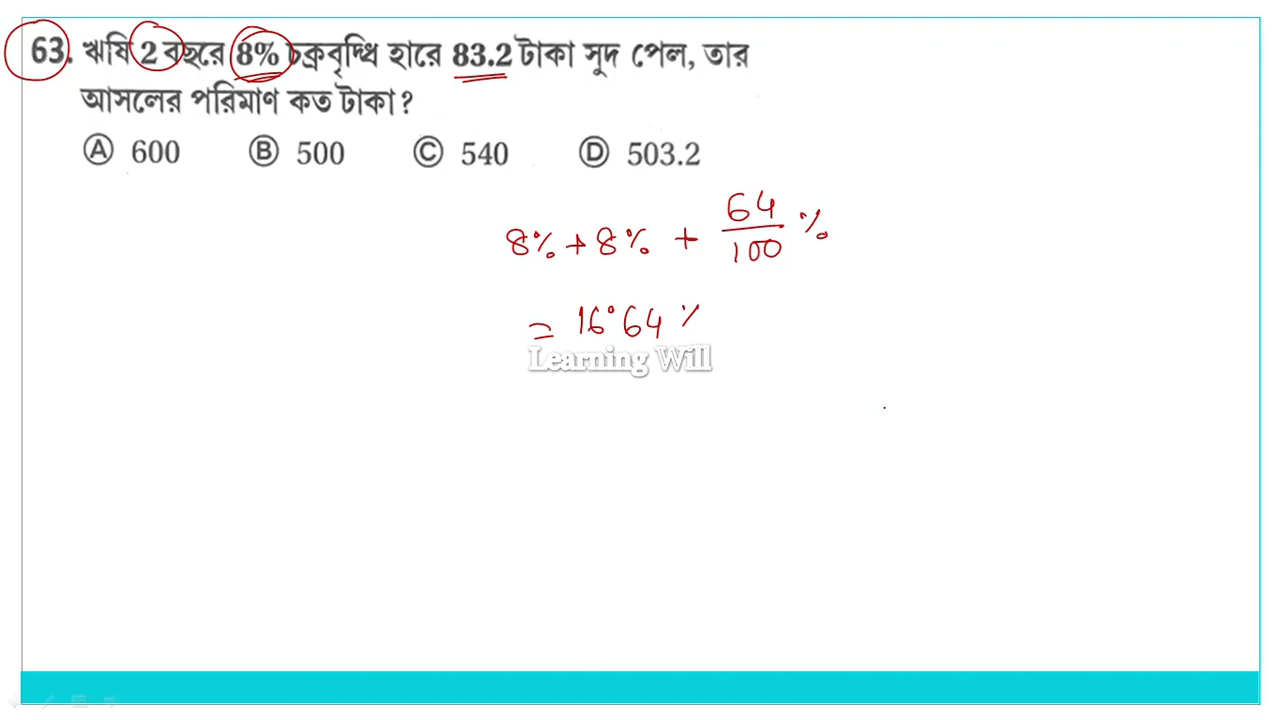 63. ঋষি 2 বছরে 8% চক্রবৃদ্ধি হারে 83.2 টাকা সুদ পেল, তার
আসলের পরিমাণ কত টাকা?
Ⓐ 600 Ⓑ 500 Ⓒ 540 Ⓓ 503.2
8% + 8% + 64/100 %
= 16.64 %
Learning Will